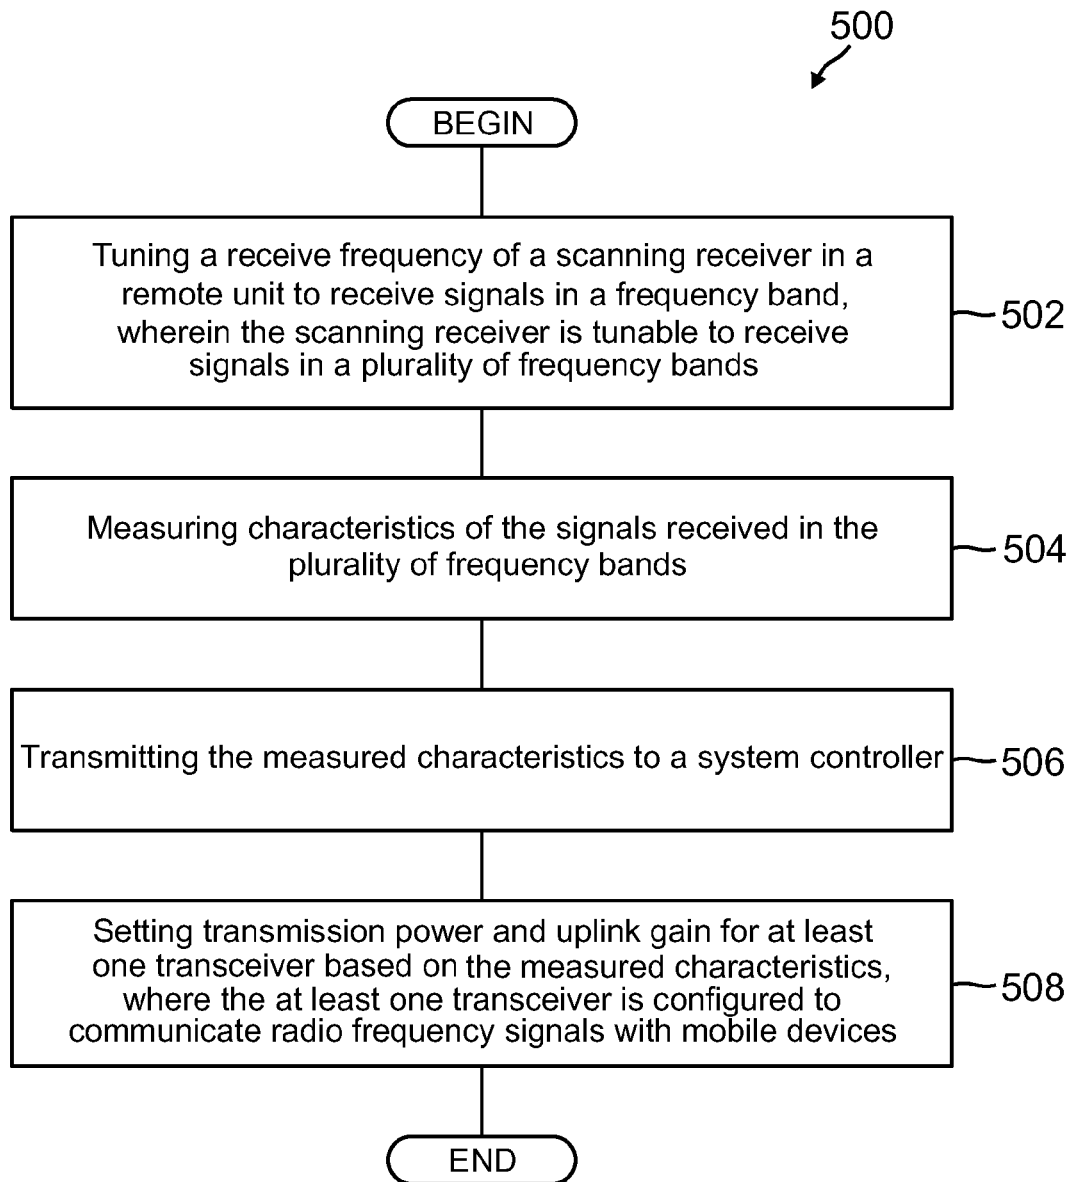 500
BEGIN
Tuning a receive frequency of a scanning receiver in a
remote unit to receive signals in a frequency band,
wherein the scanning receiver is tunable to receive
signals in a plurality of frequency bands
502
Measuring characteristics of the signals received in the
plurality of frequency bands
504
Transmitting the measured characteristics to a system controller
506
Setting transmission power and uplink gain for at least
one transceiver based on the measured characteristics,
where the at least one transceiver is configured to
communicate radio frequency signals with mobile devices
508
END